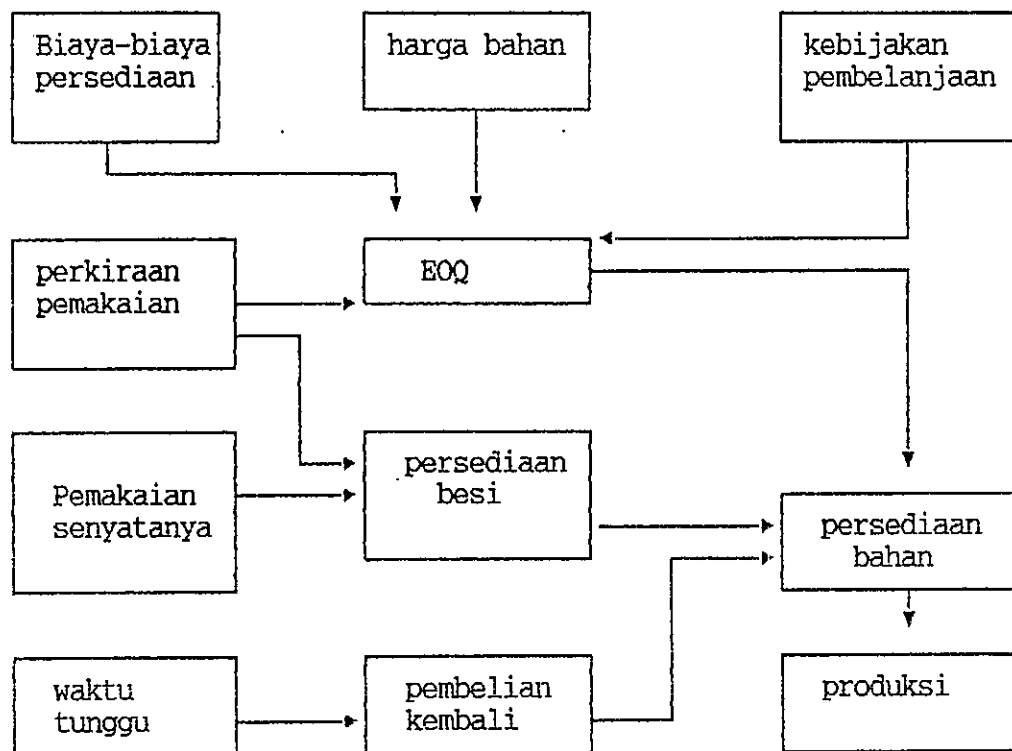 Biaya-biaya
persediaan
harga bahan
kebijakan
pembelanjaan
perkiraan
pemakaian
EOQ
Pemakaian
senyatanya
persediaan
besi
persediaan
bahan
waktu
tunggu
pembelian
kembali
produksi